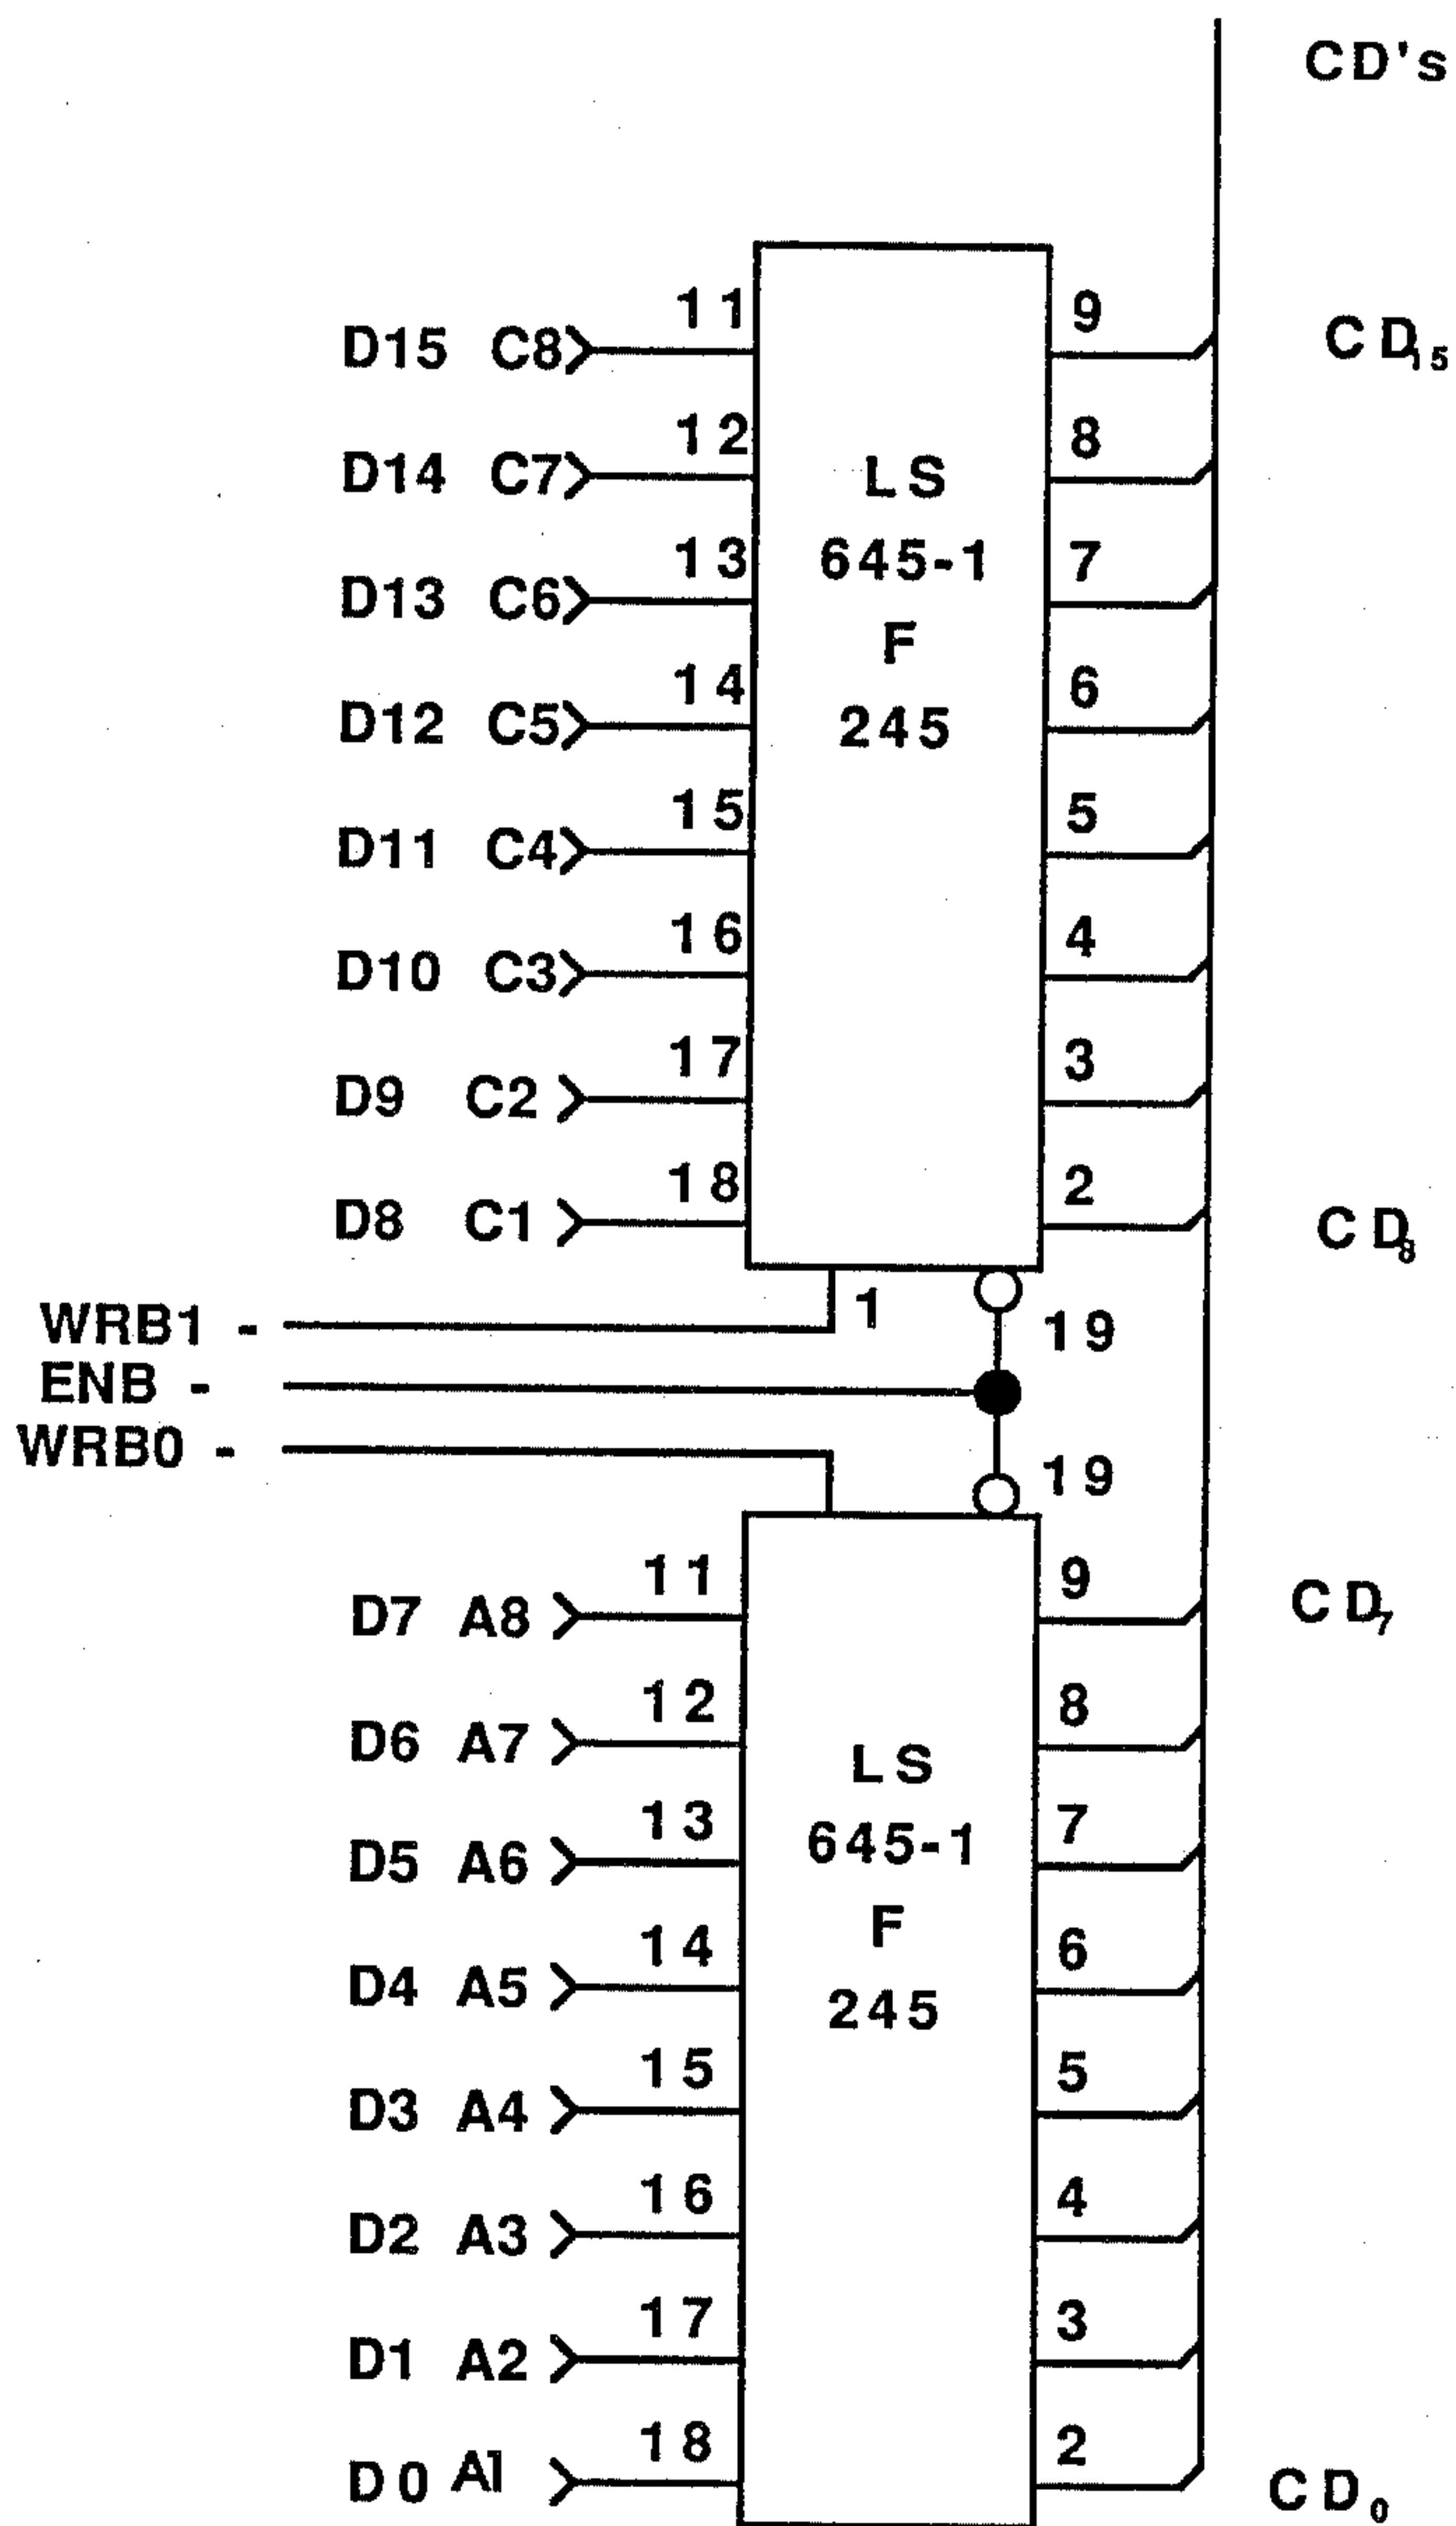 CD's
11 9
D15 C8 CD15
12 8
D14 C7 LS
13 645-1 7
D13 C6
F
14 6
D12 C5 245
15 5
D11 C4
16 4
D10 C3
17 3
D9 C2
18 2
D8 C1 CD8
WRB1 - 1 19
ENB -
WRB0 - 19
11 9
D7 A8 CD7
12 8
D6 A7 LS
13 645-1 7
D5 A6
F
14 6
D4 A5 245
15 5
D3 A4
16 4
D2 A3
17 3
D1 A2
18 2
D0 A1 CD0